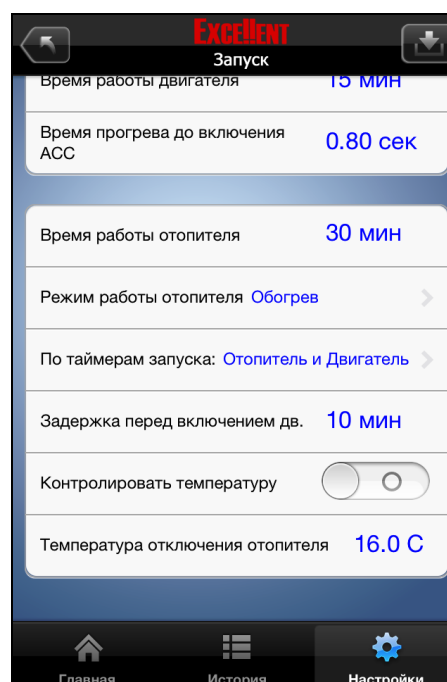 EXCELLENT
Запуск
Время работы двигателя 15 мин
Время прогрева до включения
ACC
0.80 сек
Время работы отопителя 30 мин
Режим работы отопителя Обогрев
По таймерам запуска: Отопитель и Двигатель
Задержка перед включением дв. 10 мин
Контролировать температуру
Температура отключения отопителя 16.0 C
Главная История Настройки